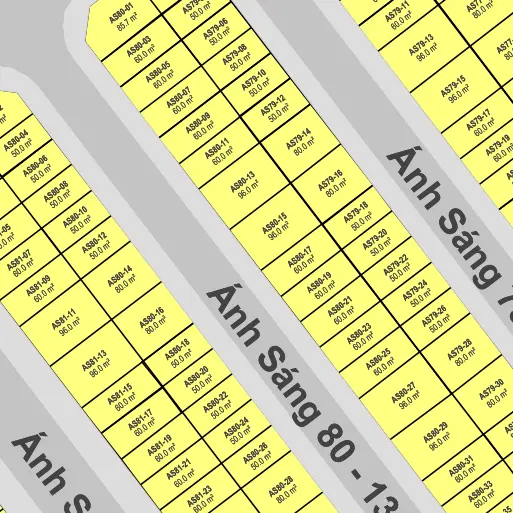 AS80-01
85.7 m²
AS80-03
60.0 m²
AS80-05
60.0 m²
AS80-07
60.0 m²
AS80-09
60.0 m²
AS80-11
60.0 m²
AS80-13
96.0 m²
AS80-15
96.0 m²
AS80-17
60.0 m²
AS80-19
60.0 m²
AS80-21
60.0 m²
AS80-23
60.0 m²
AS80-25
60.0 m²
AS80-27
96.0 m²
AS80-29
96.0 m²
AS80-31
60.0 m²
AS80-33
60.0 m²
50.0 m²
AS79-06
50.0 m²
AS79-08
50.0 m²
AS79-10
50.0 m²
AS79-12
50.0 m²
AS79-14
80.0 m²
AS79-16
80.0 m²
AS79-18
50.0 m²
AS79-20
50.0 m²
AS79-22
50.0 m²
AS79-24
50.0 m²
AS79-26
50.0 m²
AS79-28
80.0 m²
AS79-30
80.0 m²
AS79-11
60.0 m²
AS79-13
96.0 m²
AS79-15
96.0 m²
AS79-17
60.0 m²
AS79-19
60.0 m²
AS80-04
50.0 m²
AS80-06
50.0 m²
AS80-08
50.0 m²
AS80-10
50.0 m²
AS80-12
50.0 m²
AS80-14
80.0 m²
AS80-16
80.0 m²
AS80-18
50.0 m²
AS80-20
50.0 m²
AS80-22
50.0 m²
AS80-24
50.0 m²
AS80-26
50.0 m²
AS80-28
80.0 m²
AS81-07
60.0 m²
AS81-09
60.0 m²
AS81-11
96.0 m²
AS81-13
96.0 m²
AS81-15
60.0 m²
AS81-17
60.0 m²
AS81-19
60.0 m²
AS81-21
60.0 m²
AS81-23
60.0 m²
Ánh Sáng 7
Ánh Sáng 80 - 13
Ánh S